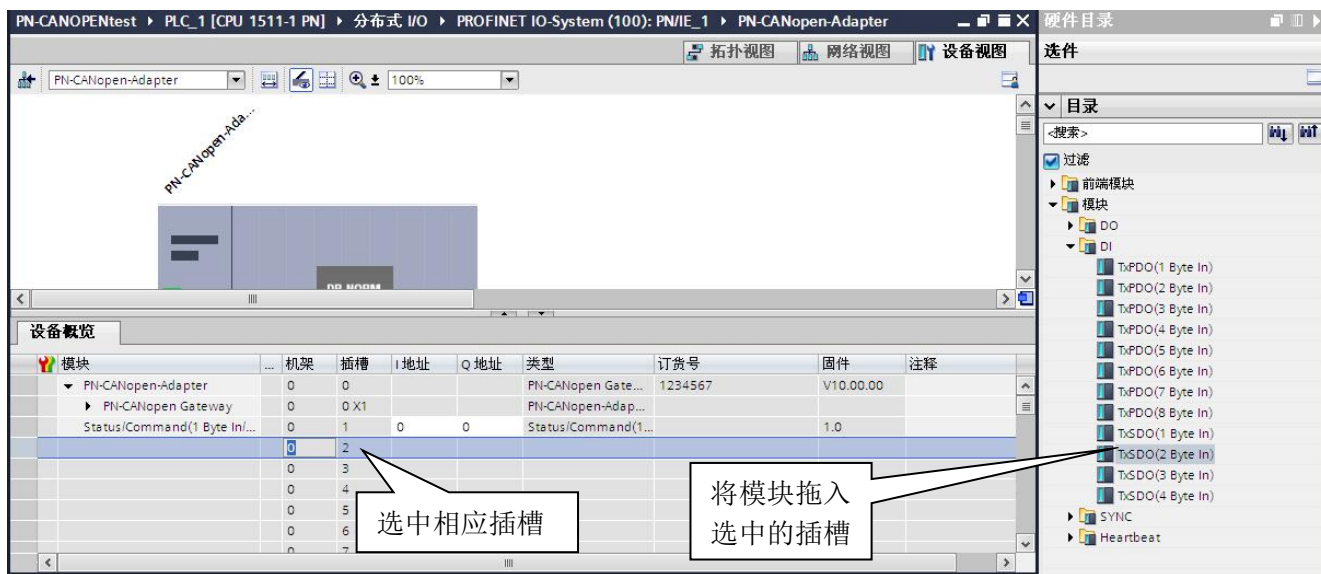 PN-CANOPENtest ▸ PLC_1 [CPU 1511-1 PN] ▸ 分布式 I/O ▸ PROFINET IO-System (100): PN/IE_1 ▸ PN-CANopen-Adapter
拓扑视图 网络视图 设备视图
PN-CANopen-Adapter 100%
PN-CANopen-Ada...
DP-NORM
设备概览
模块 ... 机架 插槽 I 地址 Q 地址 类型 订货号 固件 注释
PN-CANopen-Adapter 0 0 PN-CANopen Gate... 1234567 V10.00.00
PN-CANopen Gateway 0 0 X1 PN-CANopen-Adap...
Status/Command(1 Byte In/... 0 1 0 0 Status/Command(1... 1.0
0 2
0 3
0 4
0 5
0 6
0 7
选中相应插槽
将模块拖入
选中的插槽
硬件目录
选件
目录
<搜索>
过滤
前端模块
模块
DO
DI
TxPDO(1 Byte In)
TxPDO(2 Byte In)
TxPDO(3 Byte In)
TxPDO(4 Byte In)
TxPDO(5 Byte In)
TxPDO(6 Byte In)
TxPDO(7 Byte In)
TxPDO(8 Byte In)
TxSDO(1 Byte In)
TxSDO(2 Byte In)
TxSDO(3 Byte In)
TxSDO(4 Byte In)
SYNC
Heartbeat